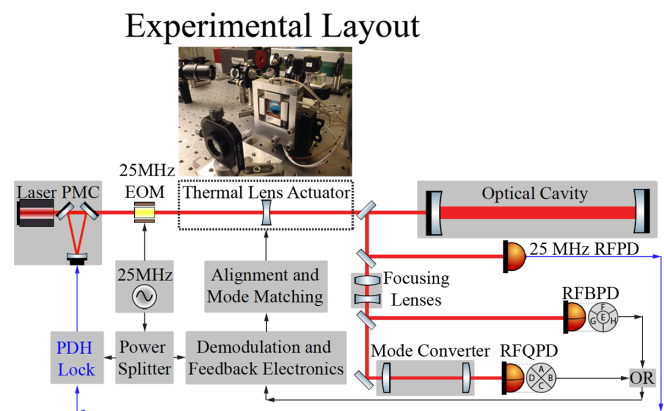 Experimental Layout
25MHz
EOM
Laser PMC
Thermal Lens Actuator
Optical Cavity
25 MHz RFPD
25MHz
Alignment and
Mode Matching
Focusing
Lenses
RFBPD
F
G E H
PDH
Lock
Power
Splitter
Demodulation and
Feedback Electronics
Mode Converter
RFQPD
A
D B
C
OR